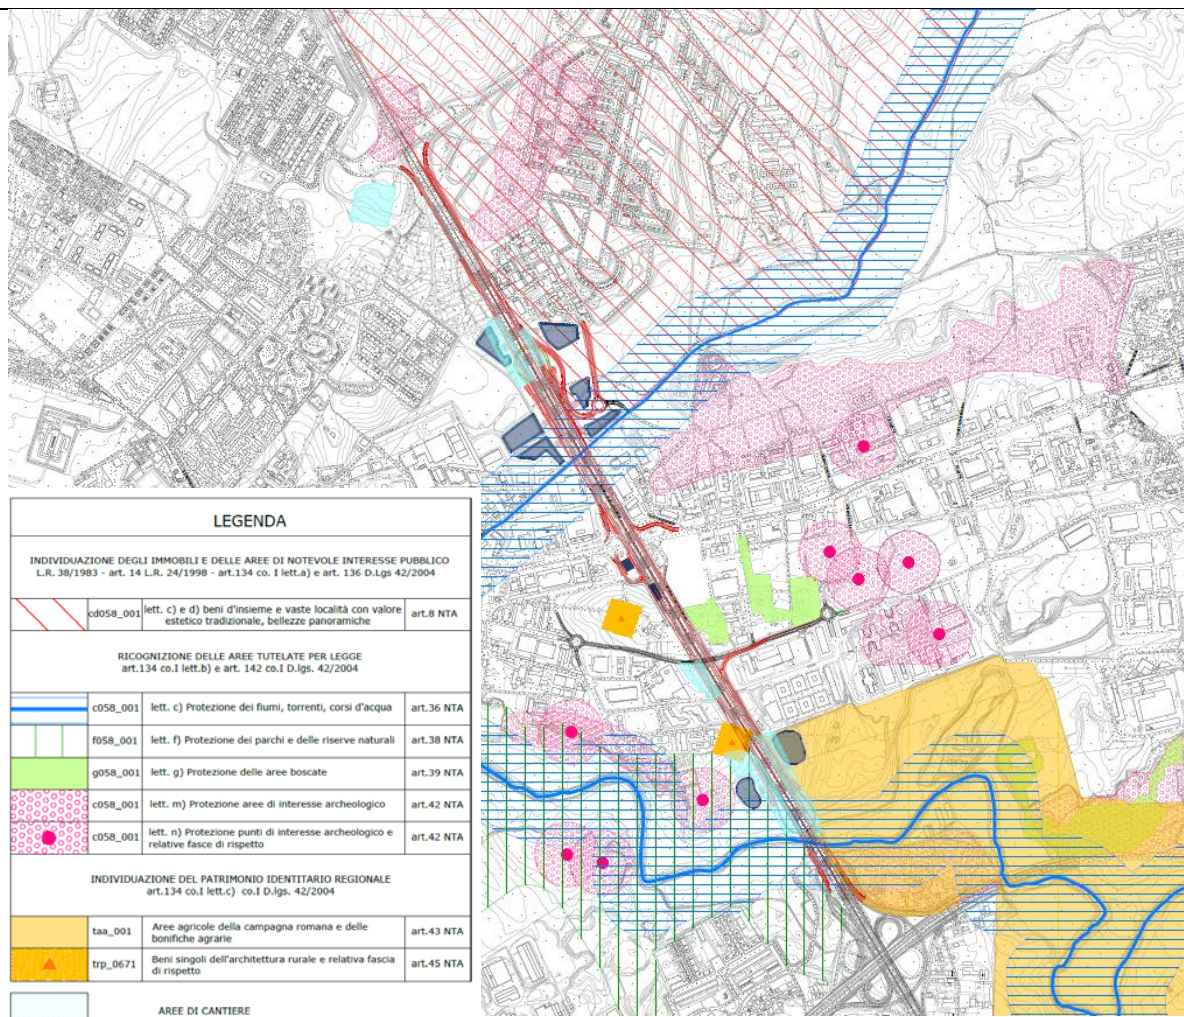 LEGENDA
INDIVIDUAZIONE DEGLI IMMOBILI E DELLE AREE DI NOTEVOLE INTERESSE PUBBLICO
L.R. 38/1983 - art. 14 L.R. 24/1998 - art.134 co. I lett.a) e art. 136 D.Lgs 42/2004
cd058_001 lett. c) e d) beni d'insieme e vaste località con valore art.8 NTA
estetico tradizionale, bellezze panoramiche
RICOGNIZIONE DELLE AREE TUTELATE PER LEGGE
art.134 co.I lett.b) e art. 142 co.I D.lgs. 42/2004
c058_001 lett. c) Protezione dei fiumi, torrenti, corsi d'acqua art.36 NTA
f058_001 lett. f) Protezione dei parchi e delle riserve naturali art.38 NTA
g058_001 lett. g) Protezione delle aree boscate art.39 NTA
c058_001 lett. m) Protezione aree di interesse archeologico art.42 NTA
c058_001 lett. n) Protezione punti di interesse archeologico e art.42 NTA
relative fasce di rispetto
INDIVIDUAZIONE DEL PATRIMONIO IDENTITARIO REGIONALE
art.134 co.I lett.c) co.I D.lgs. 42/2004
taa_001 Aree agricole della campagna romana e delle art.43 NTA
bonifiche agrarie
trp_0671 Beni singoli dell'architettura rurale e relativa fascia art.45 NTA
di rispetto
AREE DI CANTIERE